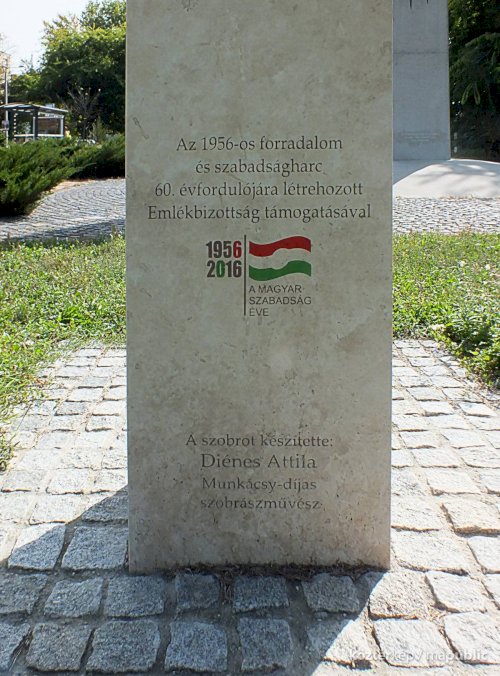 Az 1956-os forradalom
és szabadságharc
60. évfordulójára létrehozott
Emlékbizottság támogatásával
1956
2016
A MAGYAR
SZABADSÁG
ÉVE
A szobrot készítette:
Diénes Attila
Munkácsy-díjas
szobrászművész
köztérkép/mapublic